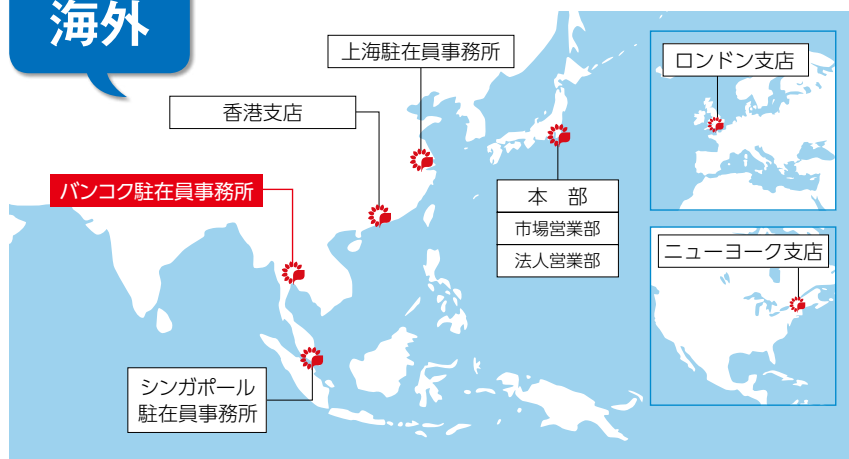 海外
上海駐在員事務所
香港支店
バンコク駐在員事務所
本　部
市場営業部
法人営業部
シンガポール
駐在員事務所
ロンドン支店
ニューヨーク支店